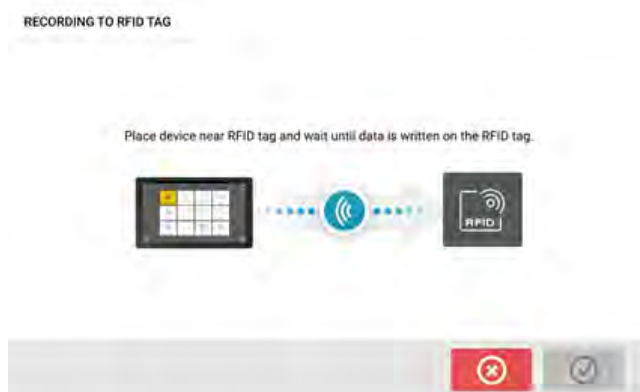 RECORDING TO RFID TAG
Place device near RFID tag and wait until data is written on the RFID tag.
RFID